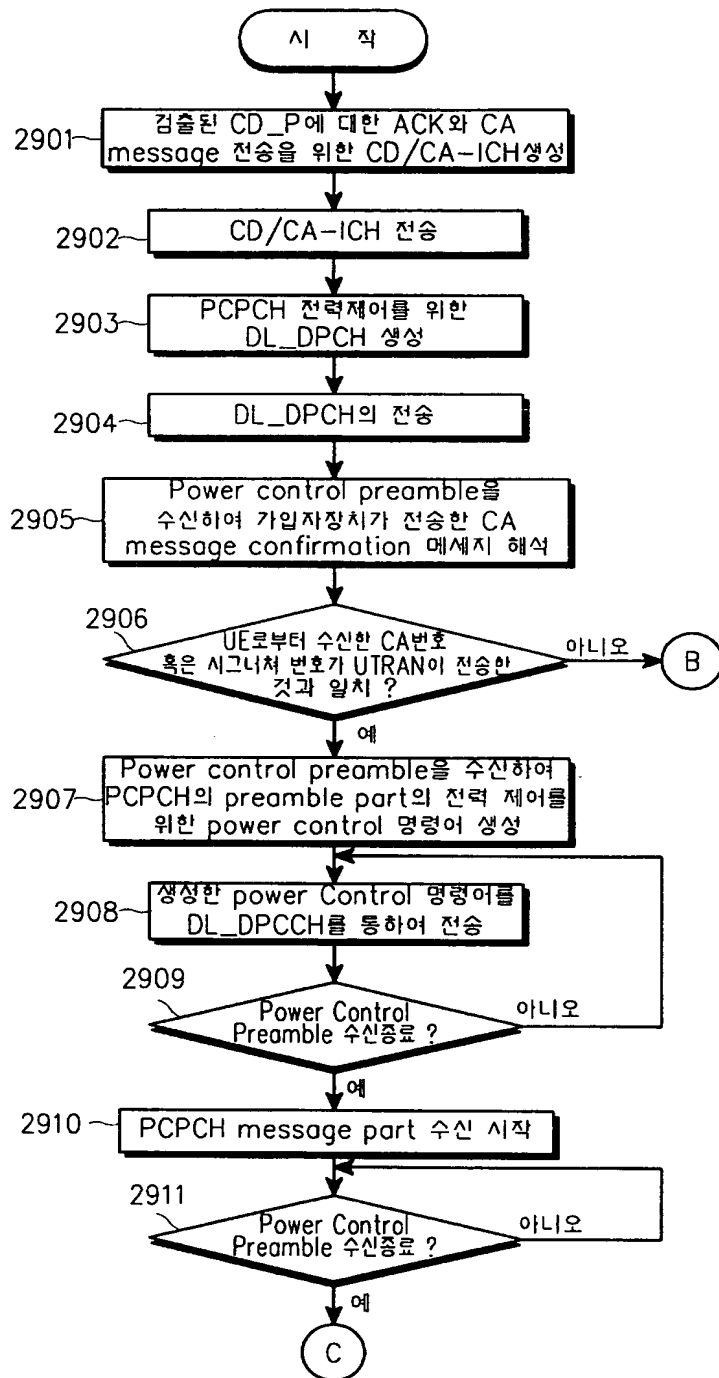 시 작
2901
검출된 CD_P에 대한 ACK와 CA
message 전송을 위한 CD/CA-ICH생성
2902
CD/CA-ICH 전송
2903
PCPCH 전력제어를 위한
DL_DPCH 생성
2904
DL_DPCH의 전송
2905
Power control preamble을
수신하여 가입자장치가 전송한 CA
message confirmation 메세지 해석
2906
UE로부터 수신한 CA번호
혹은 시그너쳐 번호가 UTRAN이 전송한
것과 일치 ?
아니오
B
예
2907
Power control preamble을 수신하여
PCPCH의 preamble part의 전력 제어를
위한 power control 명령어 생성
2908
생성한 power Control 명령어를
DL_DPCCH를 통하여 전송
2909
Power Control
Preamble 수신종료 ?
아니오
예
2910
PCPCH message part 수신 시작
2911
Power Control
Preamble 수신종료 ?
아니오
예
C